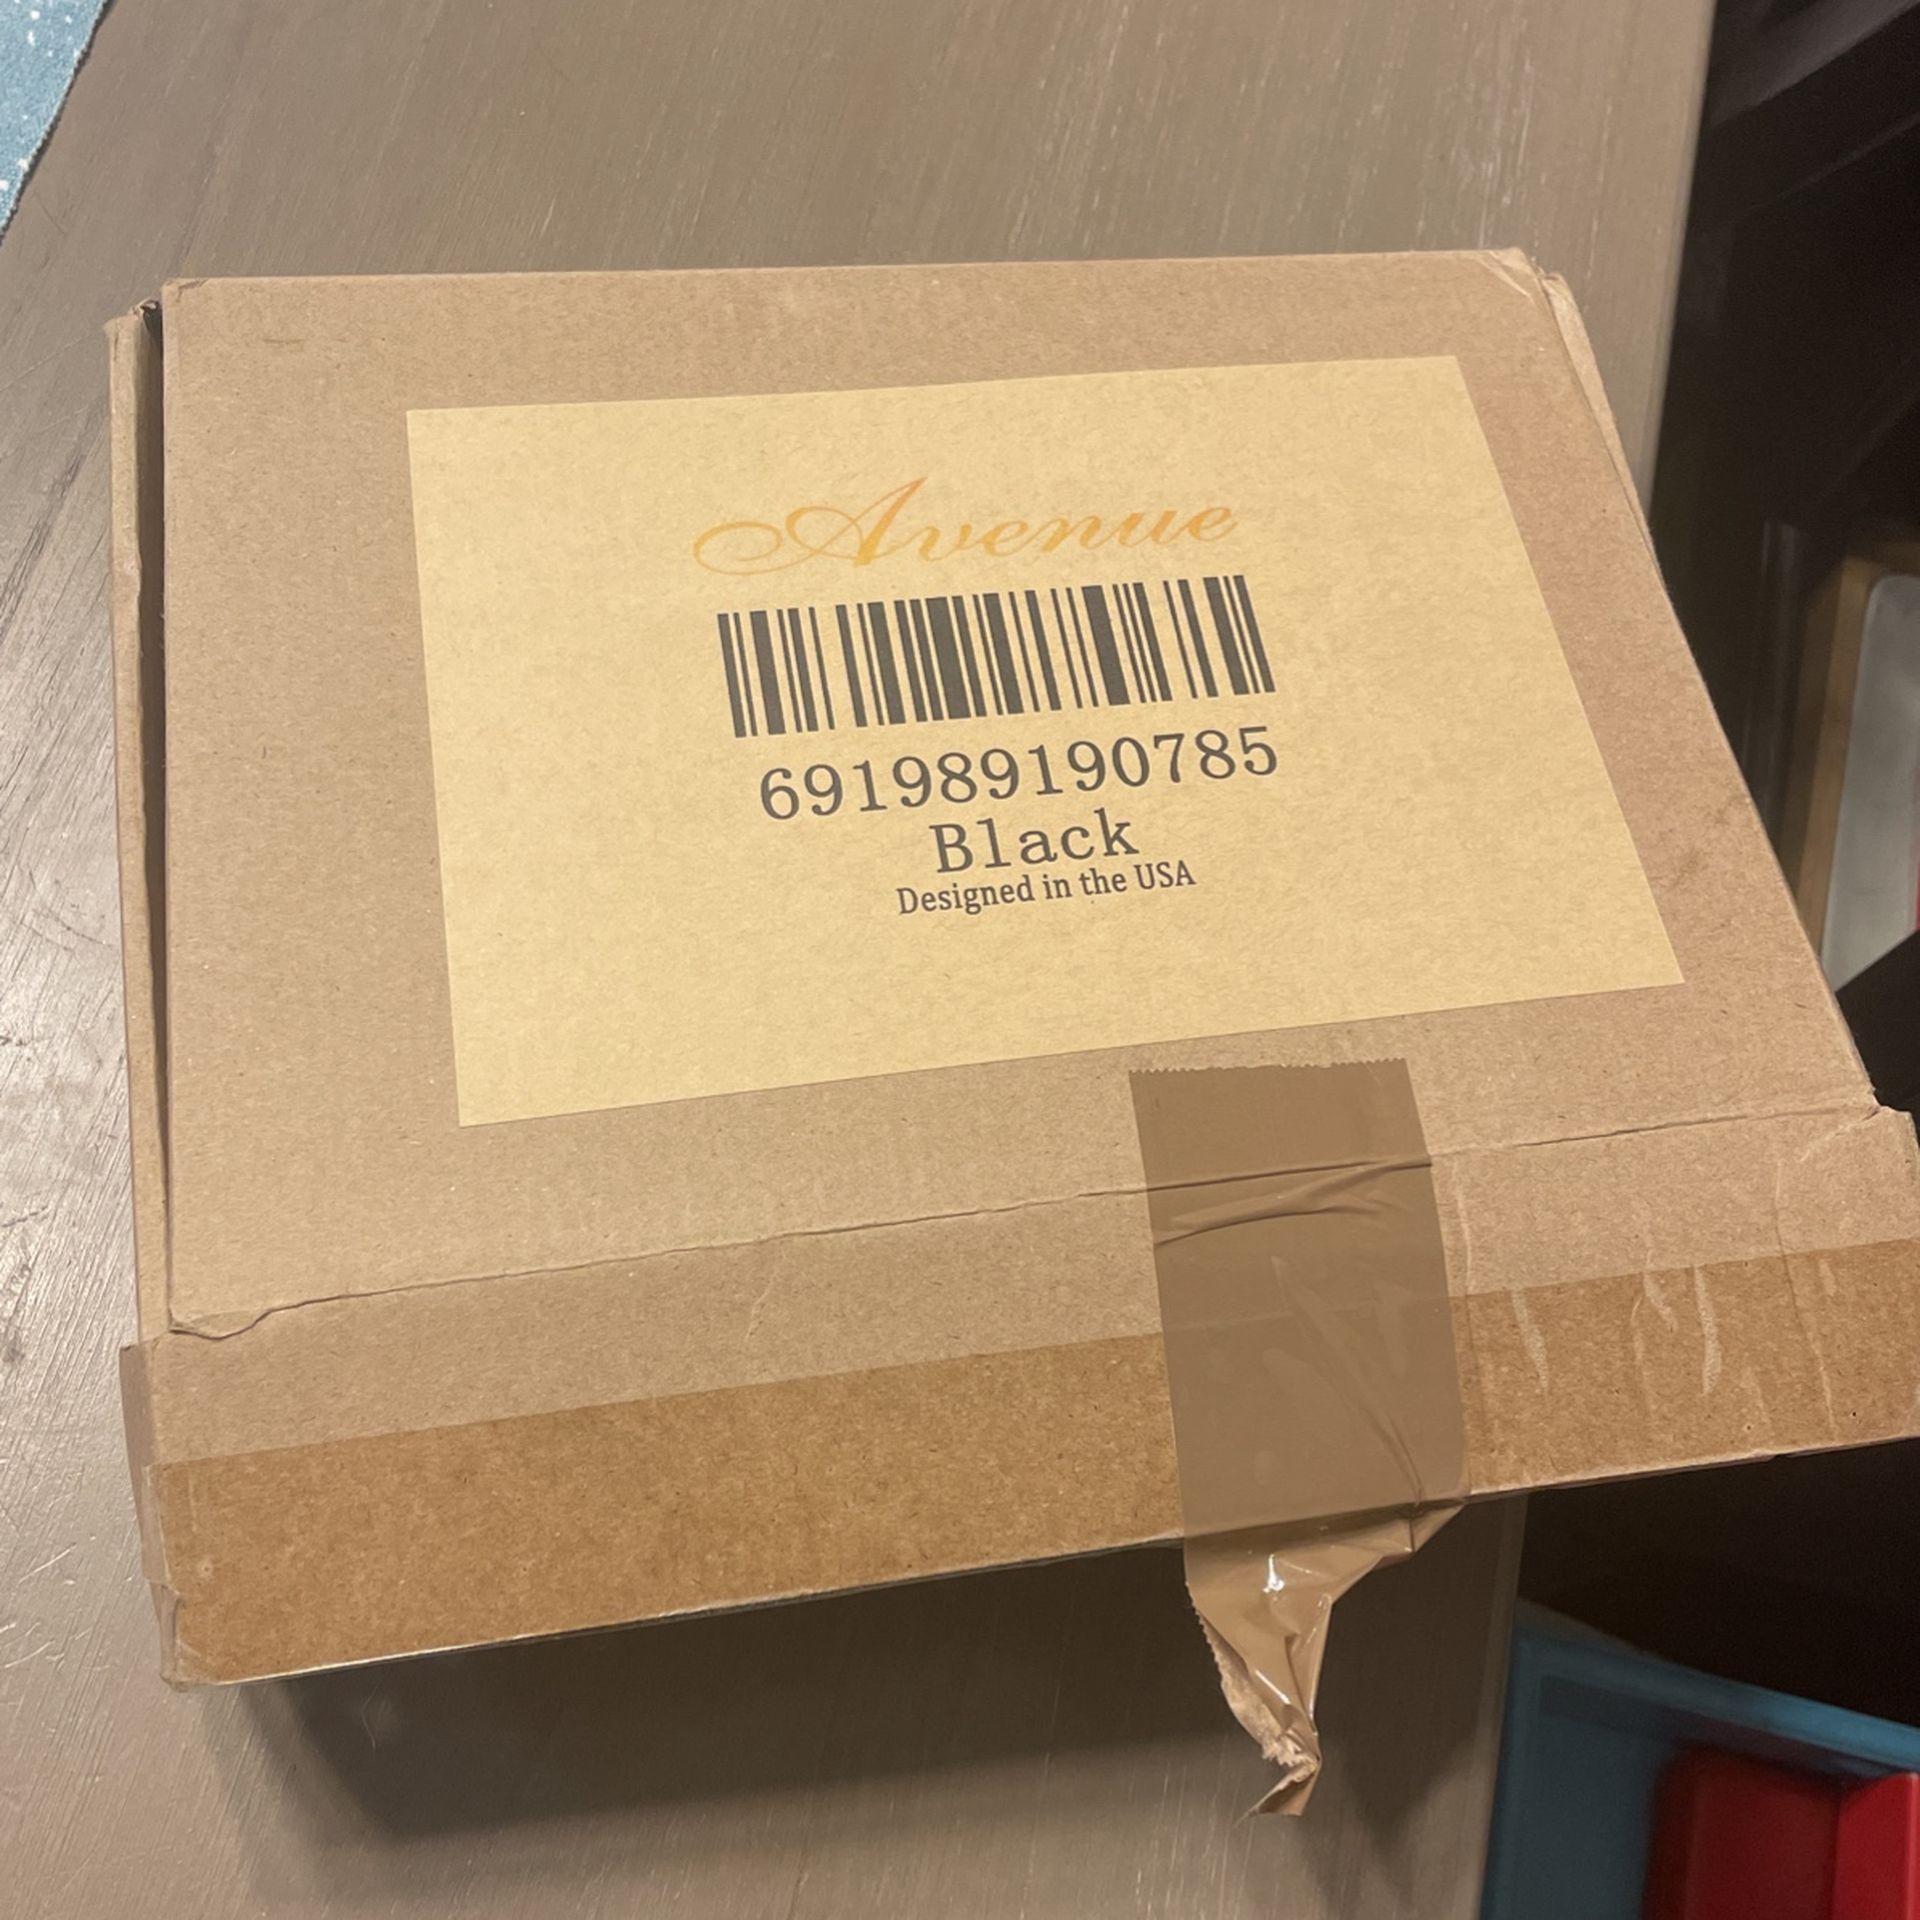 Avenue
691989190785
Black
Designed in the USA